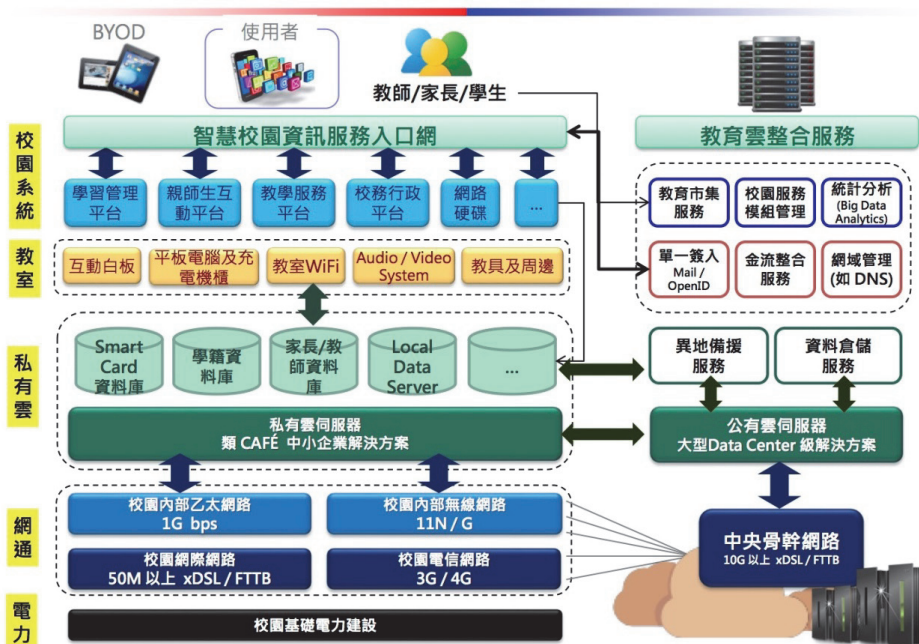 BYOD
使用者
教師/家長/學生
校園系統
智慧校園資訊服務入口網
學習管理
平台
親師生互
動平台
教學服務
平台
校務行政
平台
網路
硬碟
...
教室
互動白板
平板電腦及充
電機櫃
教室WiFi
Audio / Video
System
教具及周邊
私有雲
Smart
Card
資料庫
學籍資
料庫
家長/教
師資料
庫
Local
Data
Server
...
私有雲伺服器
類 CAFÉ 中小企業解決方案
網通
校園內部乙太網路
1G bps
校園內部無線網路
11N / G
校園網際網路
50M 以上 xDSL / FTTB
校園電信網路
3G / 4G
電力
校園基礎電力建設
教育雲整合服務
教育市集
服務
校園服務
模組管理
統計分析
(Big Data
Analytics)
單一簽入
Mail /
OpenID
金流整合
服務
網域管理
(如 DNS)
異地備援
服務
資料倉儲
服務
公有雲伺服器
大型Data Center 級解決方案
中央骨幹網路
10G 以上 xDSL / FTTB